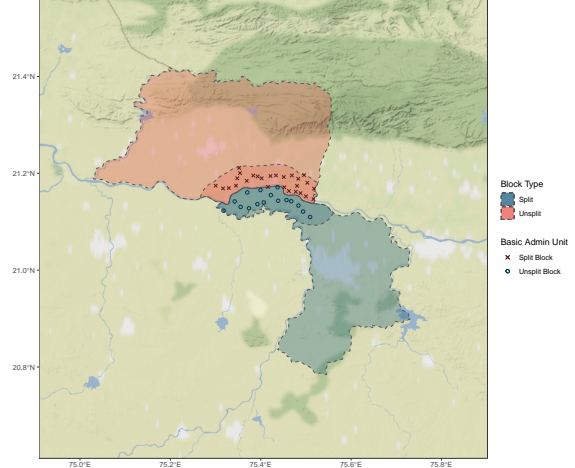 21.4°N
21.2°N
21.0°N
20.8°N
75.0°E
75.2°E
75.4°E
75.6°E
75.8°E
Block Type
Split
Unsplit
Basic Admin Unit
Split Block
Unsplit Block